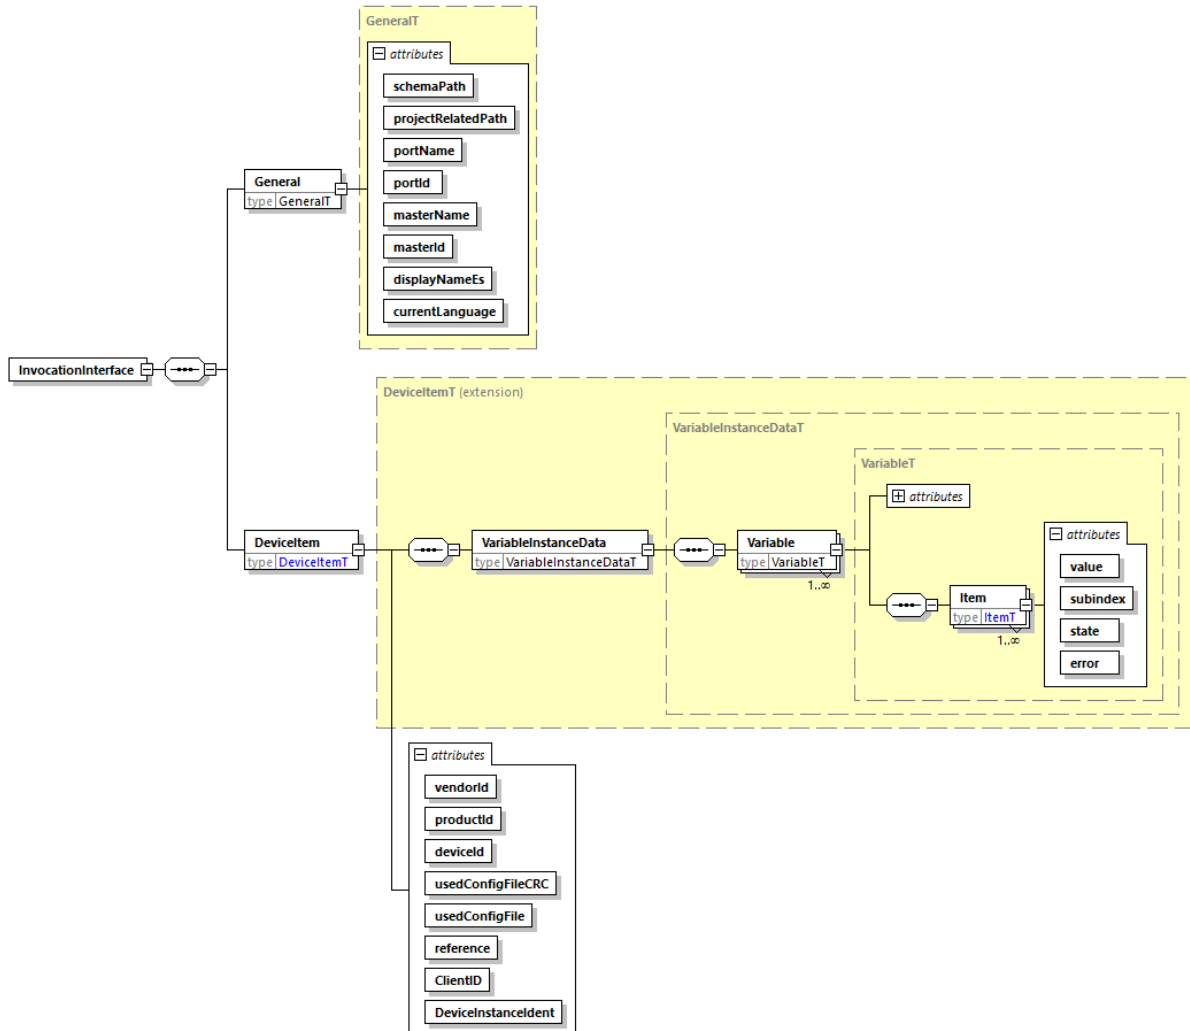 GeneralT
attributes
schemaPath
projectRelatedPath
portName
portId
General
type GeneralT
masterName
masterId
displayNameEs
currentLanguage
InvocationInterface
DeviceItemT (extension)
VariableInstanceDataT
VariableT
attributes
DeviceItem
type DeviceItemT
VariableInstanceData
type VariableInstanceDataT
Variable
type VariableT
1..∞
Item
type ItemT
1..∞
attributes
value
subindex
state
error
attributes
vendorId
productId
deviceId
usedConfigFileCRC
usedConfigFile
reference
ClientID
DeviceInstanceIdent